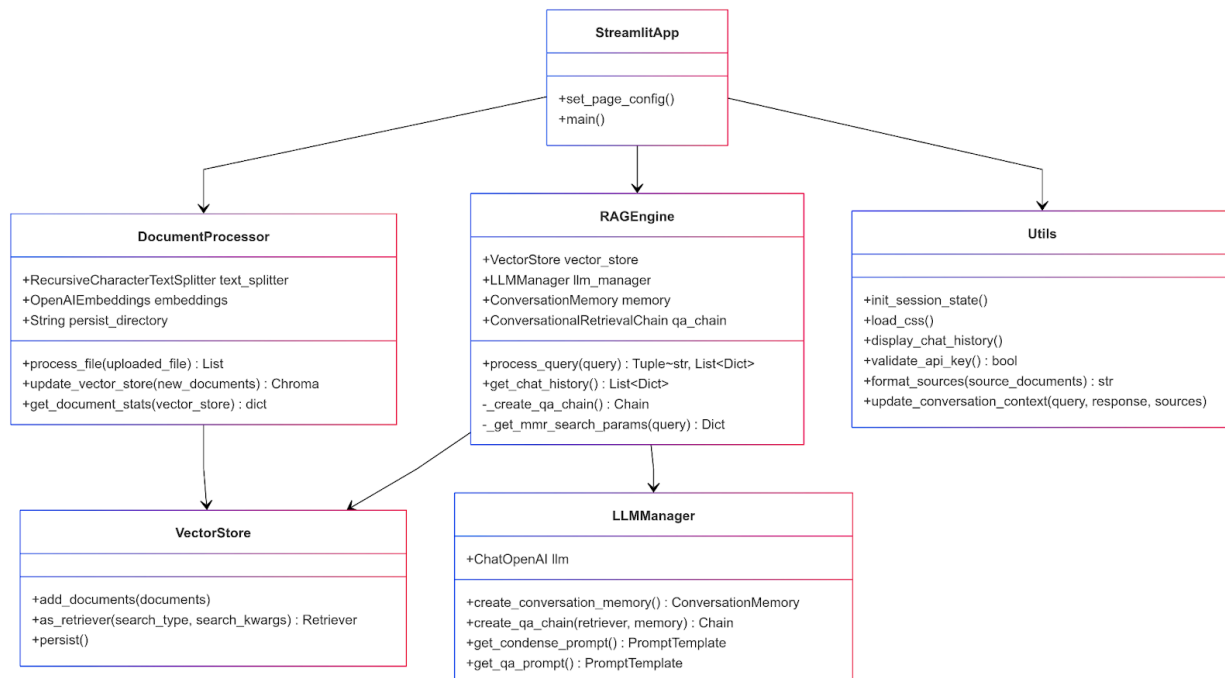 StreamlitApp
+set_page_config()
+main()
DocumentProcessor
+RecursiveCharacterTextSplitter text_splitter
+OpenAIEmbeddings embeddings
+String persist_directory
+process_file(uploaded_file) : List
+update_vector_store(new_documents) : Chroma
+get_document_stats(vector_store) : dict
RAGEngine
+VectorStore vector_store
+LLMManager llm_manager
+ConversationMemory memory
+ConversationalRetrievalChain qa_chain
+process_query(query) : Tuple~str, List<Dict>
+get_chat_history() : List<Dict>
-_create_qa_chain() : Chain
-_get_mmr_search_params(query) : Dict
Utils
+init_session_state()
+load_css()
+display_chat_history()
+validate_api_key() : bool
+format_sources(source_documents) : str
+update_conversation_context(query, response, sources)
VectorStore
+add_documents(documents)
+as_retriever(search_type, search_kwargs) : Retriever
+persist()
LLMManager
+ChatOpenAI llm
+create_conversation_memory() : ConversationMemory
+create_qa_chain(retriever, memory) : Chain
+get_condense_prompt() : PromptTemplate
+get_qa_prompt() : PromptTemplate